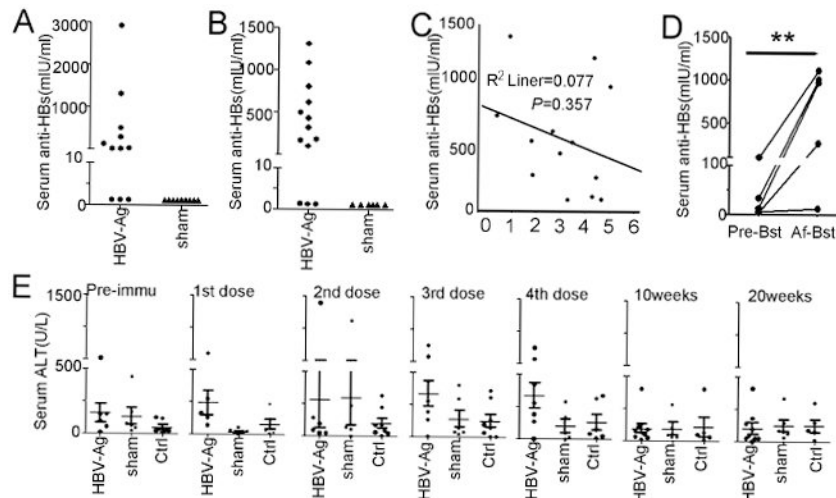 A
Serum anti-HBs(mIU/ml)
3000
2000
1000
10
0
HBV-Ag
sham
B
Serum anti-HBs(mIU/ml)
1500
1000
500
10
0
HBV-Ag
sham
C
Serum anti-HBs(mIU/ml)
1500
1000
500
0
R² Liner=0.077
P=0.357
0 1 2 3 4 5 6
D
**
Serum anti-HBs(mIU/ml)
1500
1000
500
100
0
Pre-Bst Af-Bst
E
Serum ALT(U/L)
1500
500
0
Pre-immu
HBV-Ag
sham
Ctrl
1st dose
HBV-Ag
sham
Ctrl
2nd dose
HBV-Ag
sham
Ctrl
3rd dose
HBV-Ag
sham
Ctrl
4th dose
HBV-Ag
sham
Ctrl
10weeks
HBV-Ag
sham
Ctrl
20weeks
HBV-Ag
sham
Ctrl